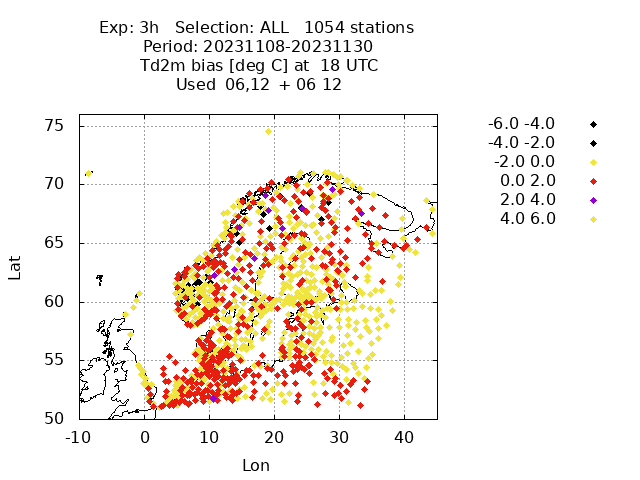 Exp: 3h   Selection: ALL   1054 stations
Period: 20231108-20231130
Td2m bias [deg C] at  18 UTC
Used  06,12  + 06 12
-6.0 -4.0
-4.0 -2.0
-2.0 0.0
0.0 2.0
2.0 4.0
4.0 6.0
75
70
65
60
55
50
Lat
-10 0 10 20 30 40
Lon